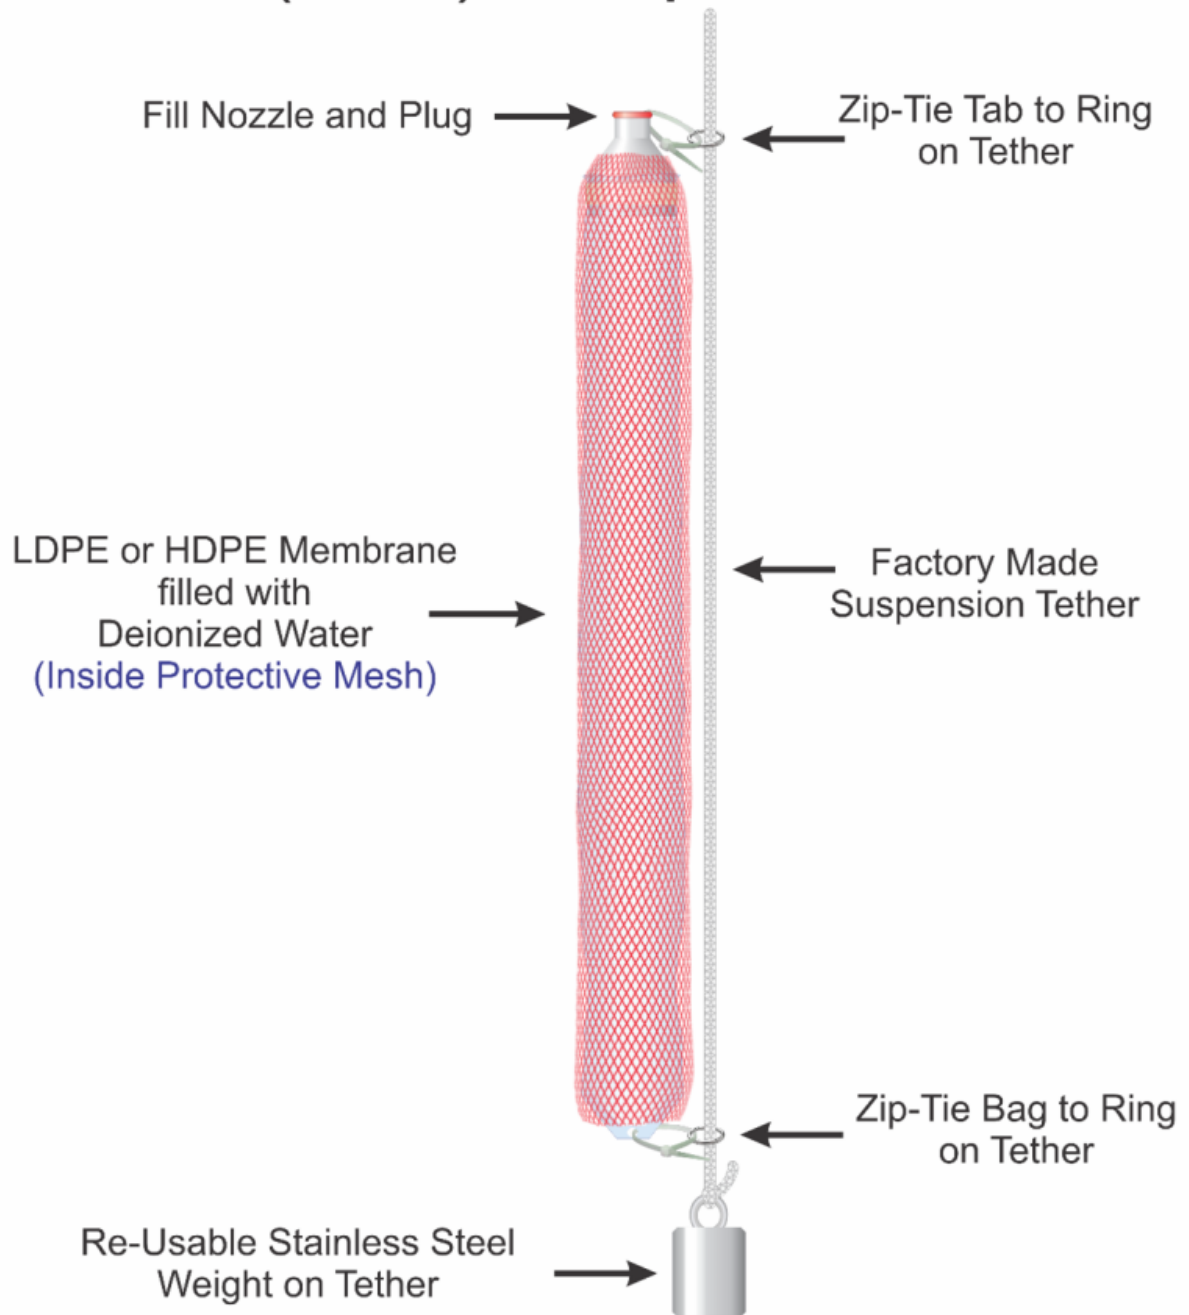 Fill Nozzle and Plug
Zip-Tie Tab to Ring
on Tether
LDPE or HDPE Membrane
filled with
Deionized Water
(Inside Protective Mesh)
Factory Made
Suspension Tether
Zip-Tie Bag to Ring
on Tether
Re-Usable Stainless Steel
Weight on Tether